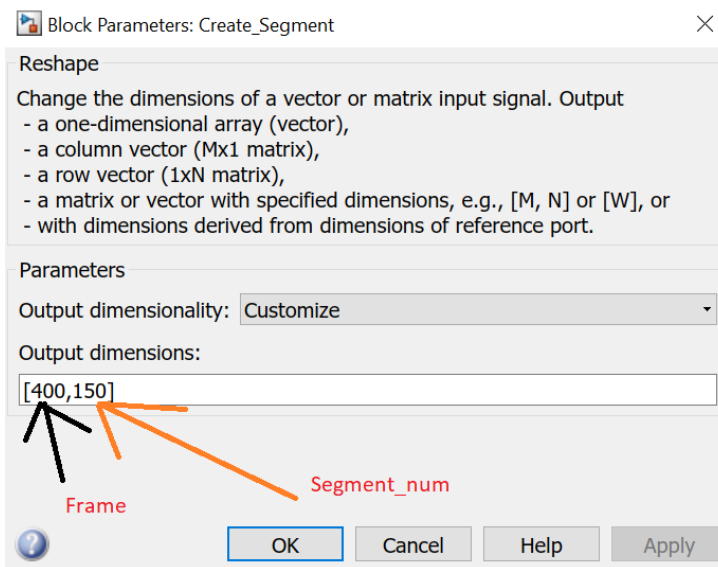 Block Parameters: Create_Segment
Reshape
Change the dimensions of a vector or matrix input signal. Output
- a one-dimensional array (vector),
- a column vector (Mx1 matrix),
- a row vector (1xN matrix),
- a matrix or vector with specified dimensions, e.g., [M, N] or [W], or
- with dimensions derived from dimensions of reference port.
Parameters
Output dimensionality: Customize
Output dimensions:
[400,150]
Segment_num
Frame
? OK Cancel Help Apply